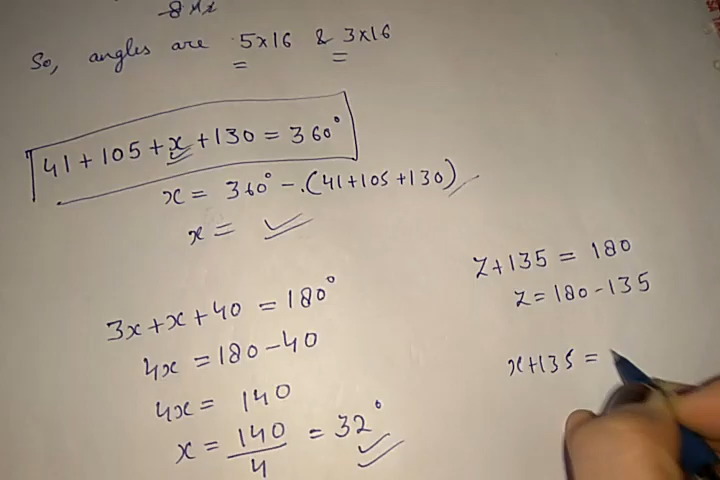 So, angles are 5x16 & 3x16
41 + 105 + x + 130 = 360°
x = 360° - (41+105+130)
x =
3x + x + 40 = 180°
4x = 180 - 40
4x = 140
x = 140/4 = 32°
z + 135 = 180
z = 180 - 135
x + 135 =